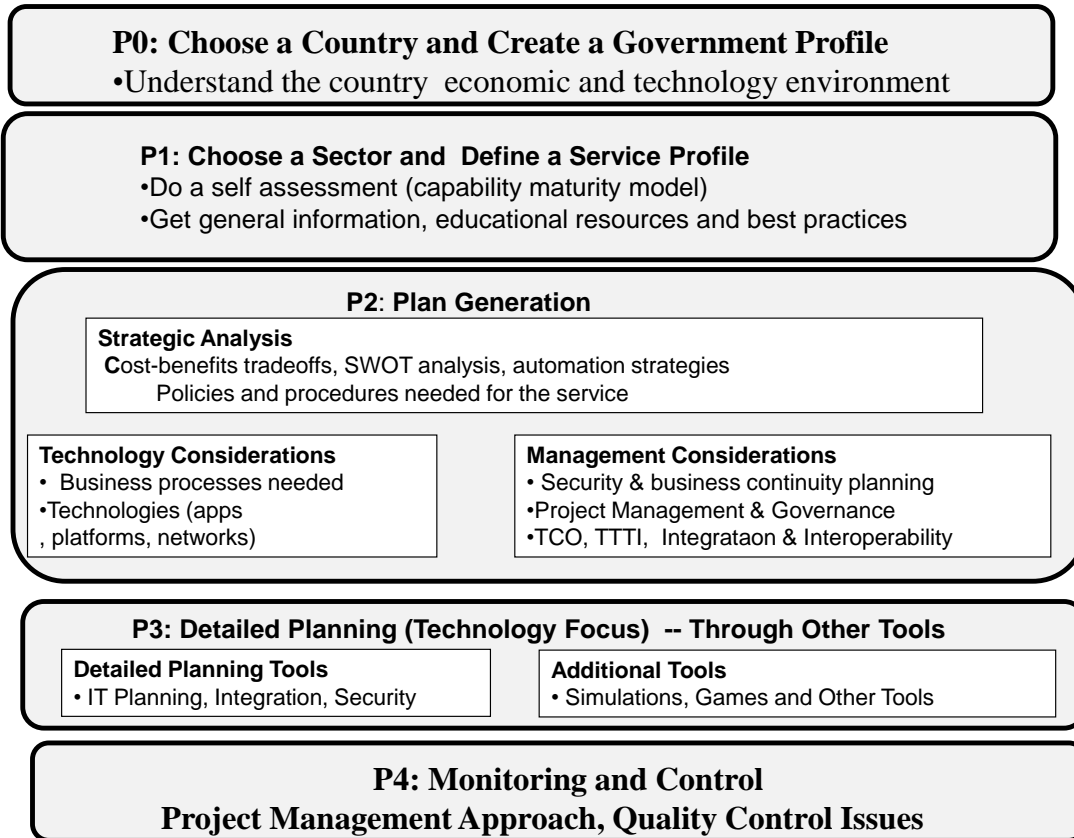 P0: Choose a Country and Create a Government Profile
•Understand the country economic and technology environment
P1: Choose a Sector and Define a Service Profile
•Do a self assessment (capability maturity model)
•Get general information, educational resources and best practices
P2: Plan Generation
Strategic Analysis
Cost-benefits tradeoffs, SWOT analysis, automation strategies
Policies and procedures needed for the service
Technology Considerations
• Business processes needed
•Technologies (apps
, platforms, networks)
Management Considerations
• Security & business continuity planning
•Project Management & Governance
•TCO, TTTI, Integrataon & Interoperability
P3: Detailed Planning (Technology Focus) -- Through Other Tools
Detailed Planning Tools
• IT Planning, Integration, Security
Additional Tools
• Simulations, Games and Other Tools
P4: Monitoring and Control
Project Management Approach, Quality Control Issues